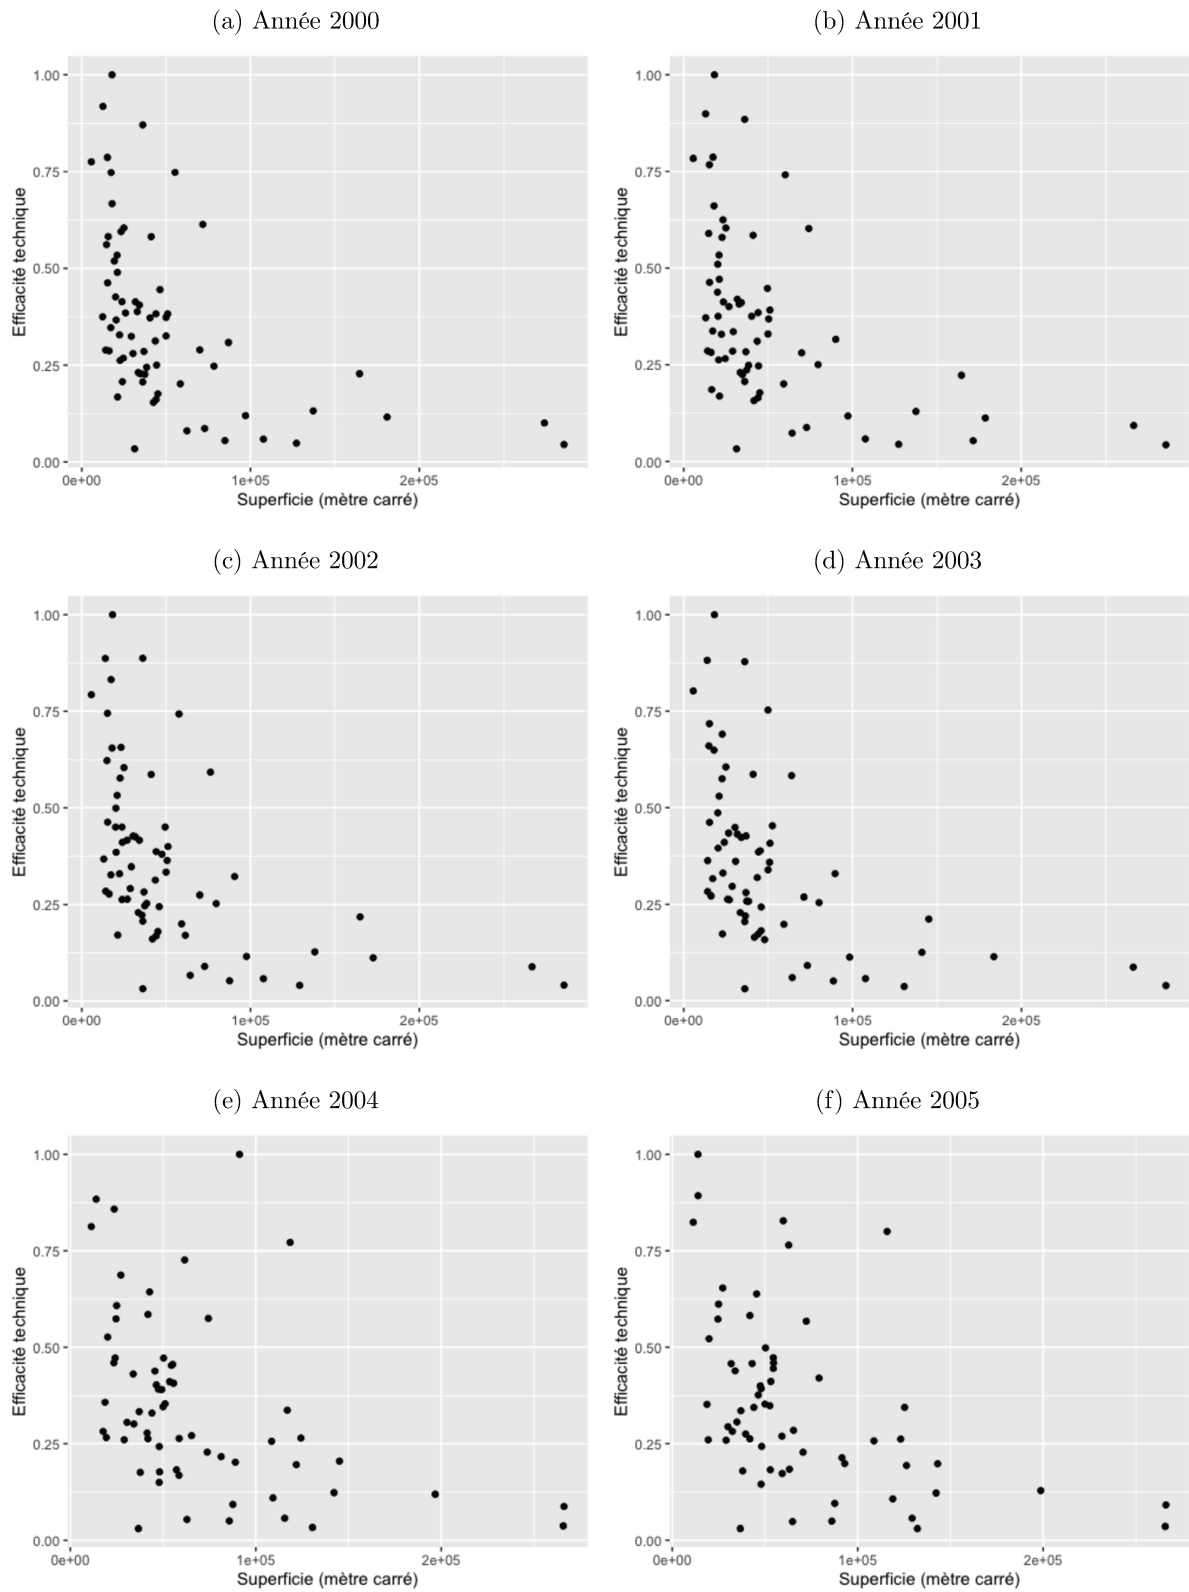 (a) Année 2000
(b) Année 2001
1.00
0.75
0.50
0.25
0.00
Efficacité technique
0e+00
1e+05
2e+05
Superficie (mètre carré)
1.00
0.75
0.50
0.25
0.00
Efficacité technique
0e+00
1e+05
2e+05
Superficie (mètre carré)
(c) Année 2002
(d) Année 2003
1.00
0.75
0.50
0.25
0.00
Efficacité technique
0e+00
1e+05
2e+05
Superficie (mètre carré)
1.00
0.75
0.50
0.25
0.00
Efficacité technique
0e+00
1e+05
2e+05
Superficie (mètre carré)
(e) Année 2004
(f) Année 2005
1.00
0.75
0.50
0.25
0.00
Efficacité technique
0e+00
1e+05
2e+05
Superficie (mètre carré)
1.00
0.75
0.50
0.25
0.00
Efficacité technique
0e+00
1e+05
2e+05
Superficie (mètre carré)